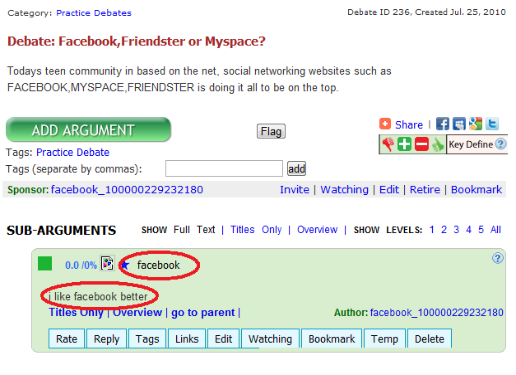 Category: Practice Debates
Debate ID 236, Created Jul. 25, 2010
Debate: Facebook,Friendster or Myspace?
Todays teen community in based on the net, social networking websites such as
FACEBOOK,MYSPACE,FRIENDSTER is doing it all to be on the top.
ADD ARGUMENT
Flag
Share |
Key Define
Tags: Practice Debate
Tags (separate by commas): add
Sponsor: facebook_100000229232180 Invite | Watching | Edit | Retire | Bookmark
SUB-ARGUMENTS SHOW Full Text | Titles Only | Overview | SHOW LEVELS: 1 2 3 4 5 All
0.0 /0% facebook
i like facebook better
Titles Only | Overview | go to parent | Author: facebook_100000229232180
Rate Reply Tags Links Edit Watching Bookmark Temp Delete